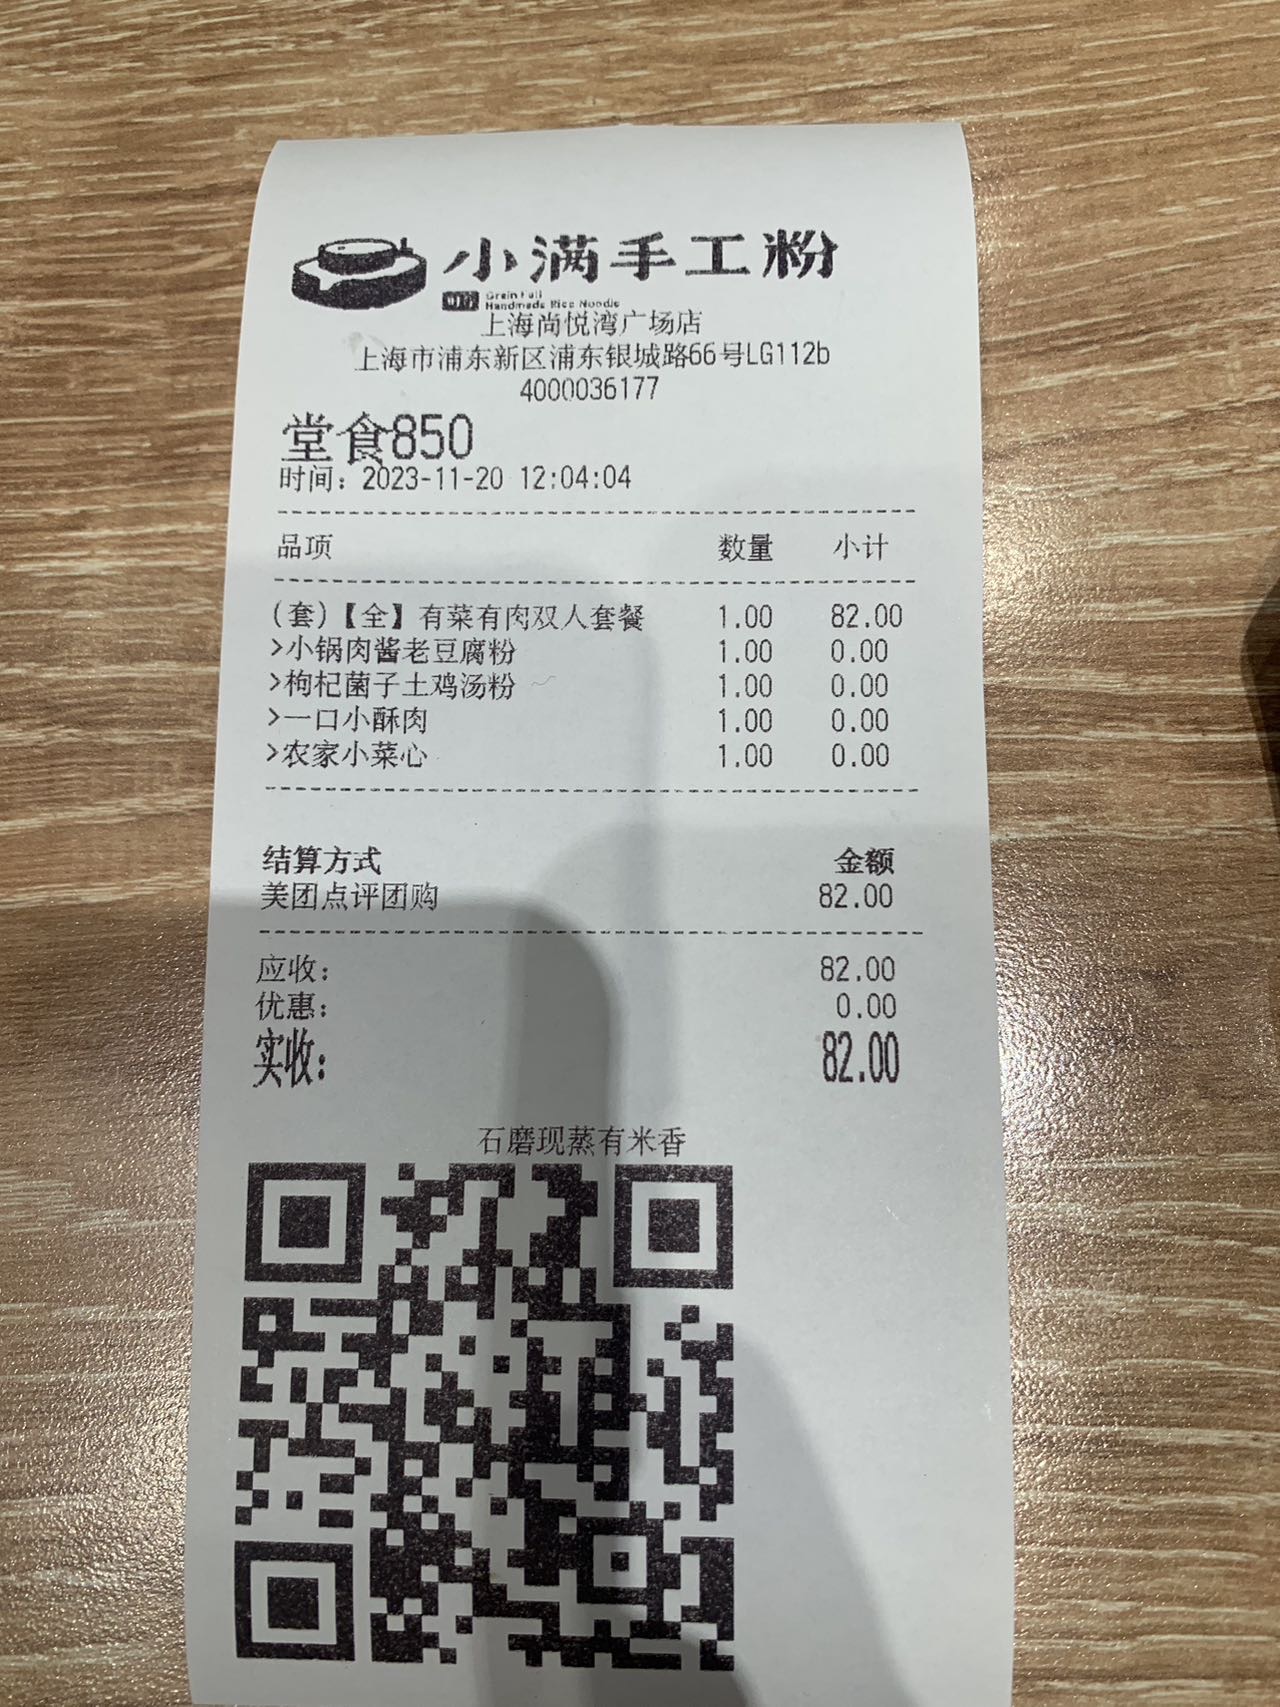 小满手工粉
Grain Full
Handmade Rice Noodle
上海尚悦湾广场店
上海市浦东新区浦东银城路66号LG112b
4000036177
堂食850
时间：2023-11-20 12:04:04
品项 数量 小计
(套)【全】有菜有肉双人套餐 1.00 82.00
>小锅肉酱老豆腐粉 1.00 0.00
>枸杞菌子土鸡汤粉 1.00 0.00
>一口小酥肉 1.00 0.00
>农家小菜心 1.00 0.00
结算方式 金额
美团点评团购 82.00
应收： 82.00
优惠： 0.00
实收： 82.00
石磨现蒸有米香